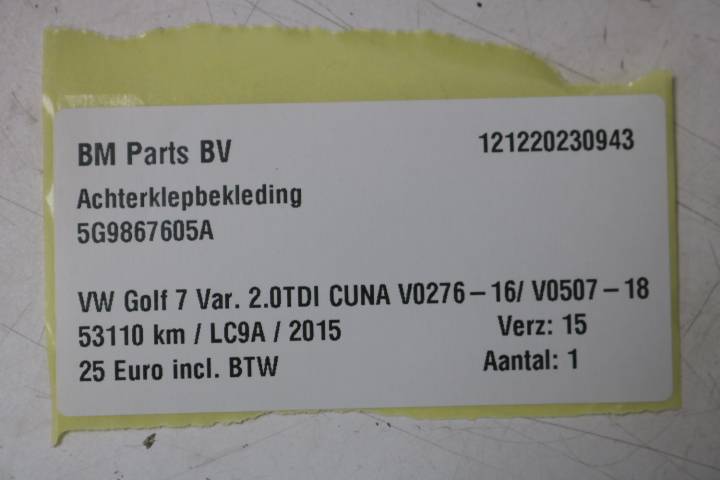 BM Parts BV 121220230943
Achterklepbekleding
5G9867605A
VW Golf 7 Var. 2.0TDI CUNA V0276-16/ V0507-18
53110 km / LC9A / 2015 Verz: 15
25 Euro incl. BTW Aantal: 1